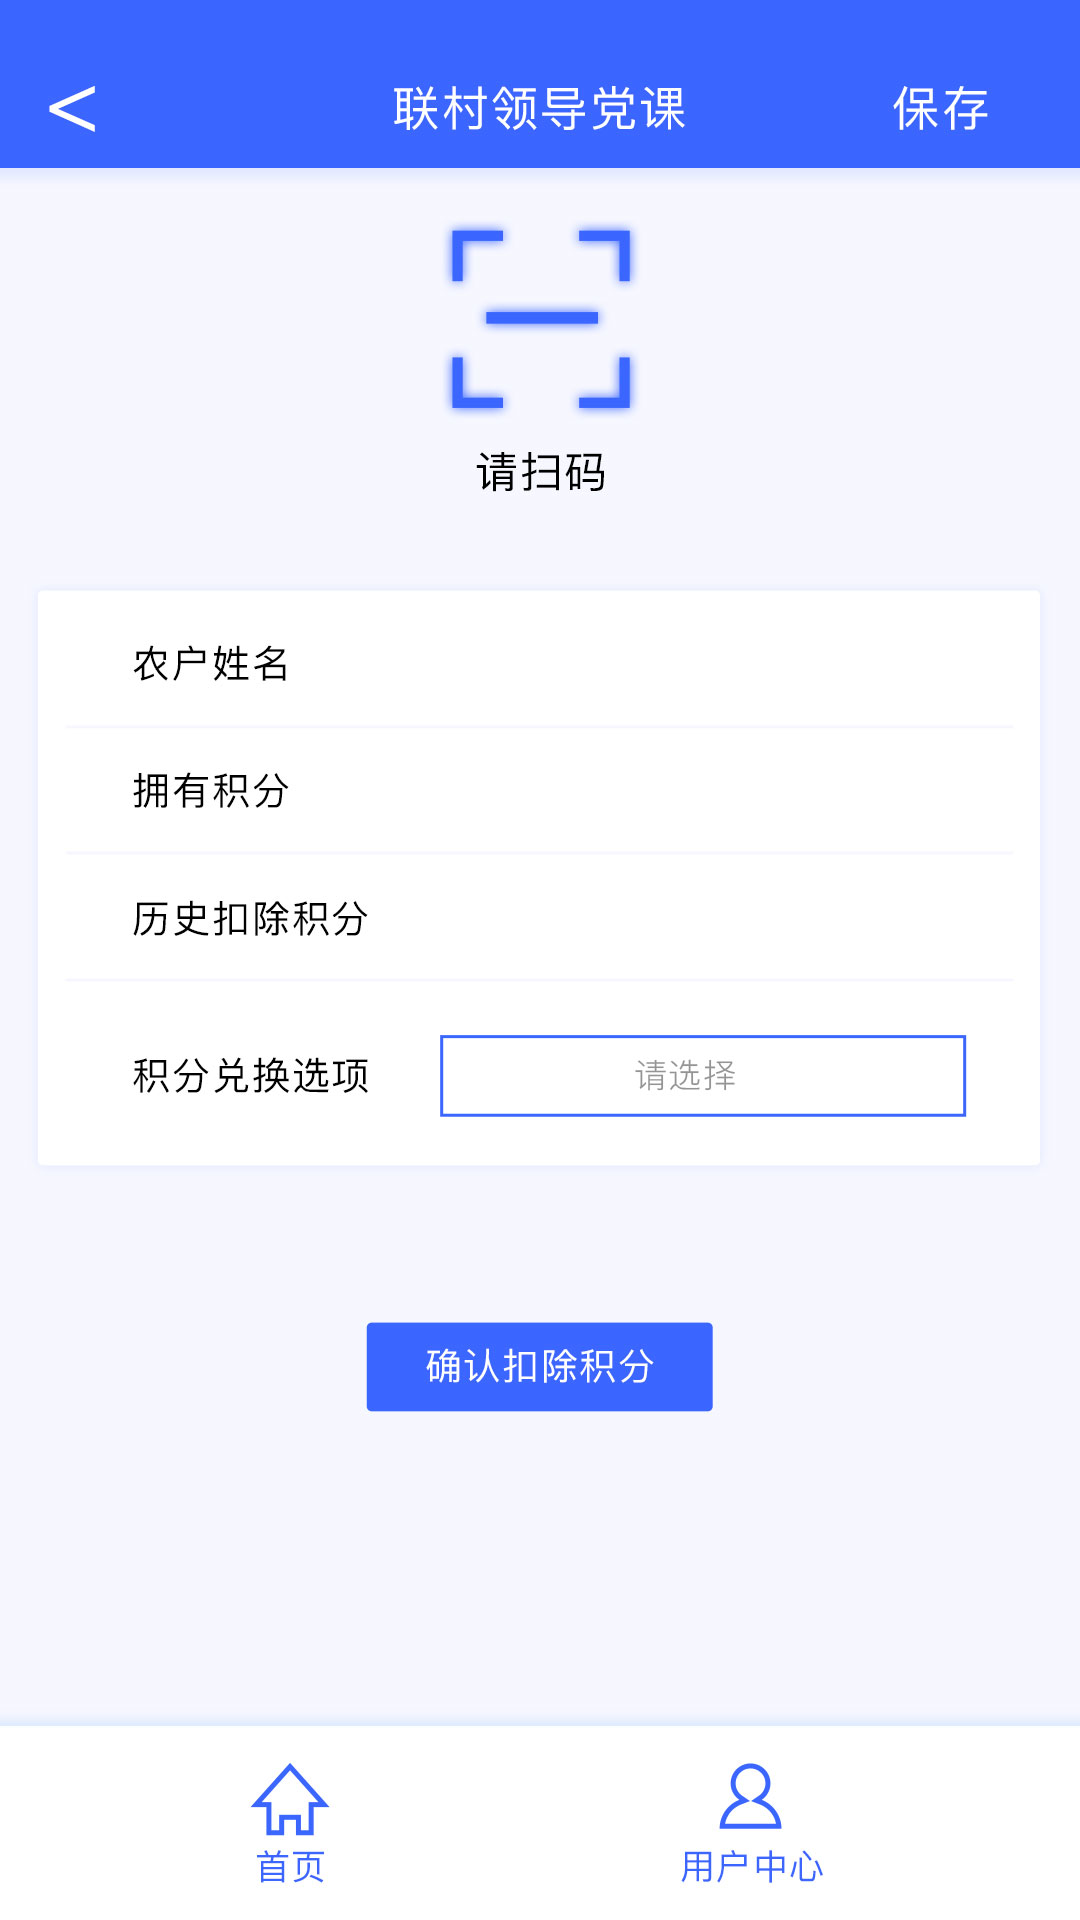 < 联村领导党课 保存
请扫码
农户姓名
拥有积分
历史扣除积分
积分兑换选项 请选择
确认扣除积分
首页 用户中心